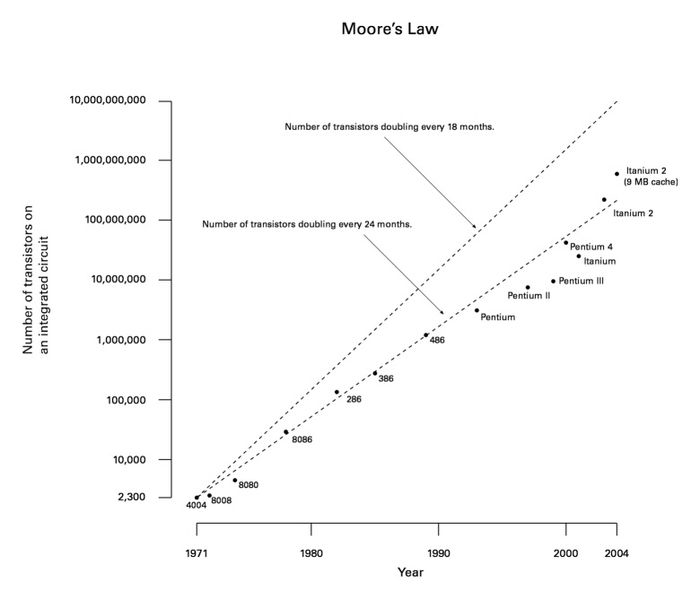 Moore's Law
10,000,000,000
1,000,000,000
100,000,000
10,000,000
1,000,000
100,000
10,000
2,300
Number of transistors on
an integrated circuit
Number of transistors doubling every 18 months.
Number of transistors doubling every 24 months.
Itanium 2
(9 MB cache)
Itanium 2
Pentium 4
Itanium
Pentium III
Pentium II
Pentium
486
386
286
8086
8080
8008
4004
1971
1980
1990
2000
2004
Year